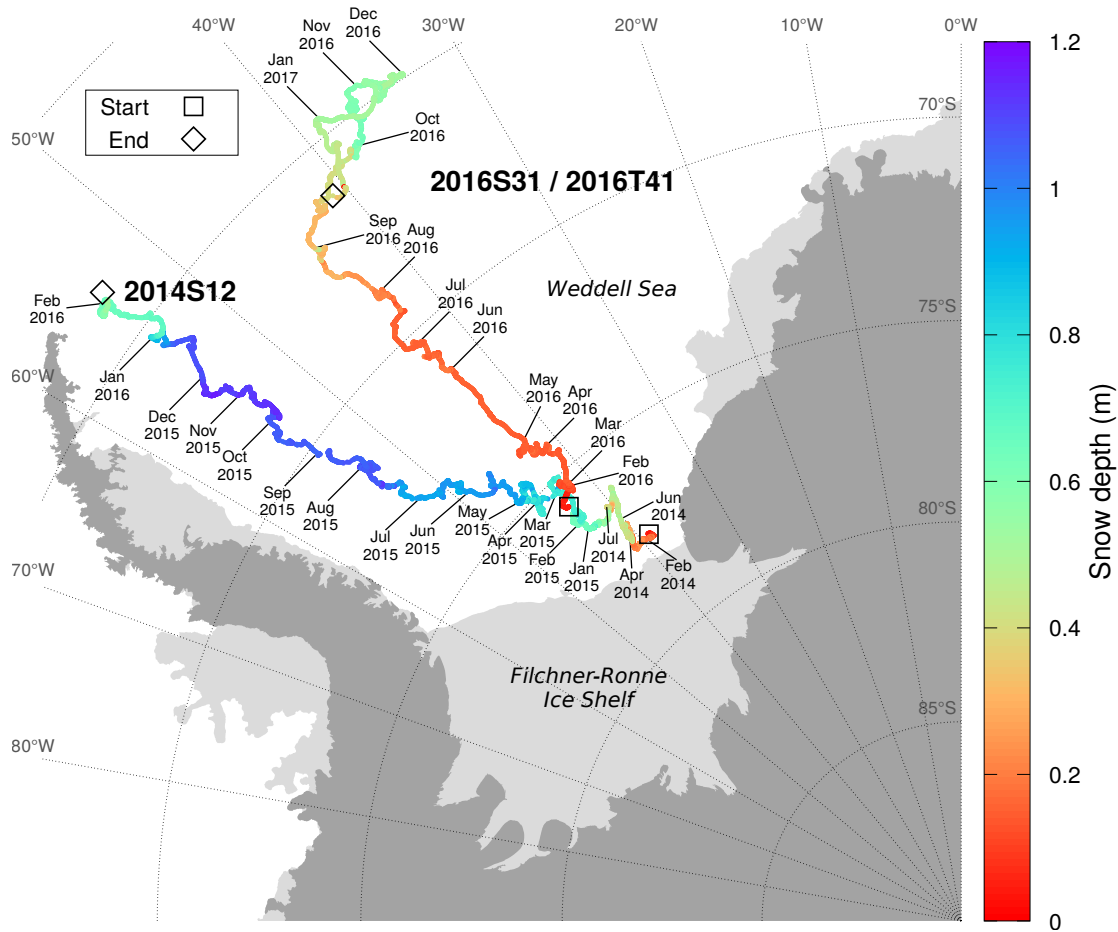 40°W
30°W
20°W
10°W
0°W
Dec
2016
Nov
2016
Jan
2017
Start
End
Oct
2016
50°W
70°S
2016S31 / 2016T41
Sep
2016
Aug
2016
Weddell Sea
2014S12
Feb
2016
Jul
2016
Jun
2016
75°S
60°W
Jan
2016
Dec
2015
Nov
2015
Oct
2015
Sep
2015
Aug
2015
Jul
2015
Jun
2015
May
2015
Apr
2015
Mar
2015
Feb
2015
Jan
2015
May
2016
Apr
2016
Mar
2016
Feb
2016
Jun
2014
Jul
2014
Apr
2014
Feb
2014
80°S
70°W
Filchner-Ronne
Ice Shelf
85°S
80°W
1.2
1
0.8
0.6
0.4
0.2
0
Snow depth (m)